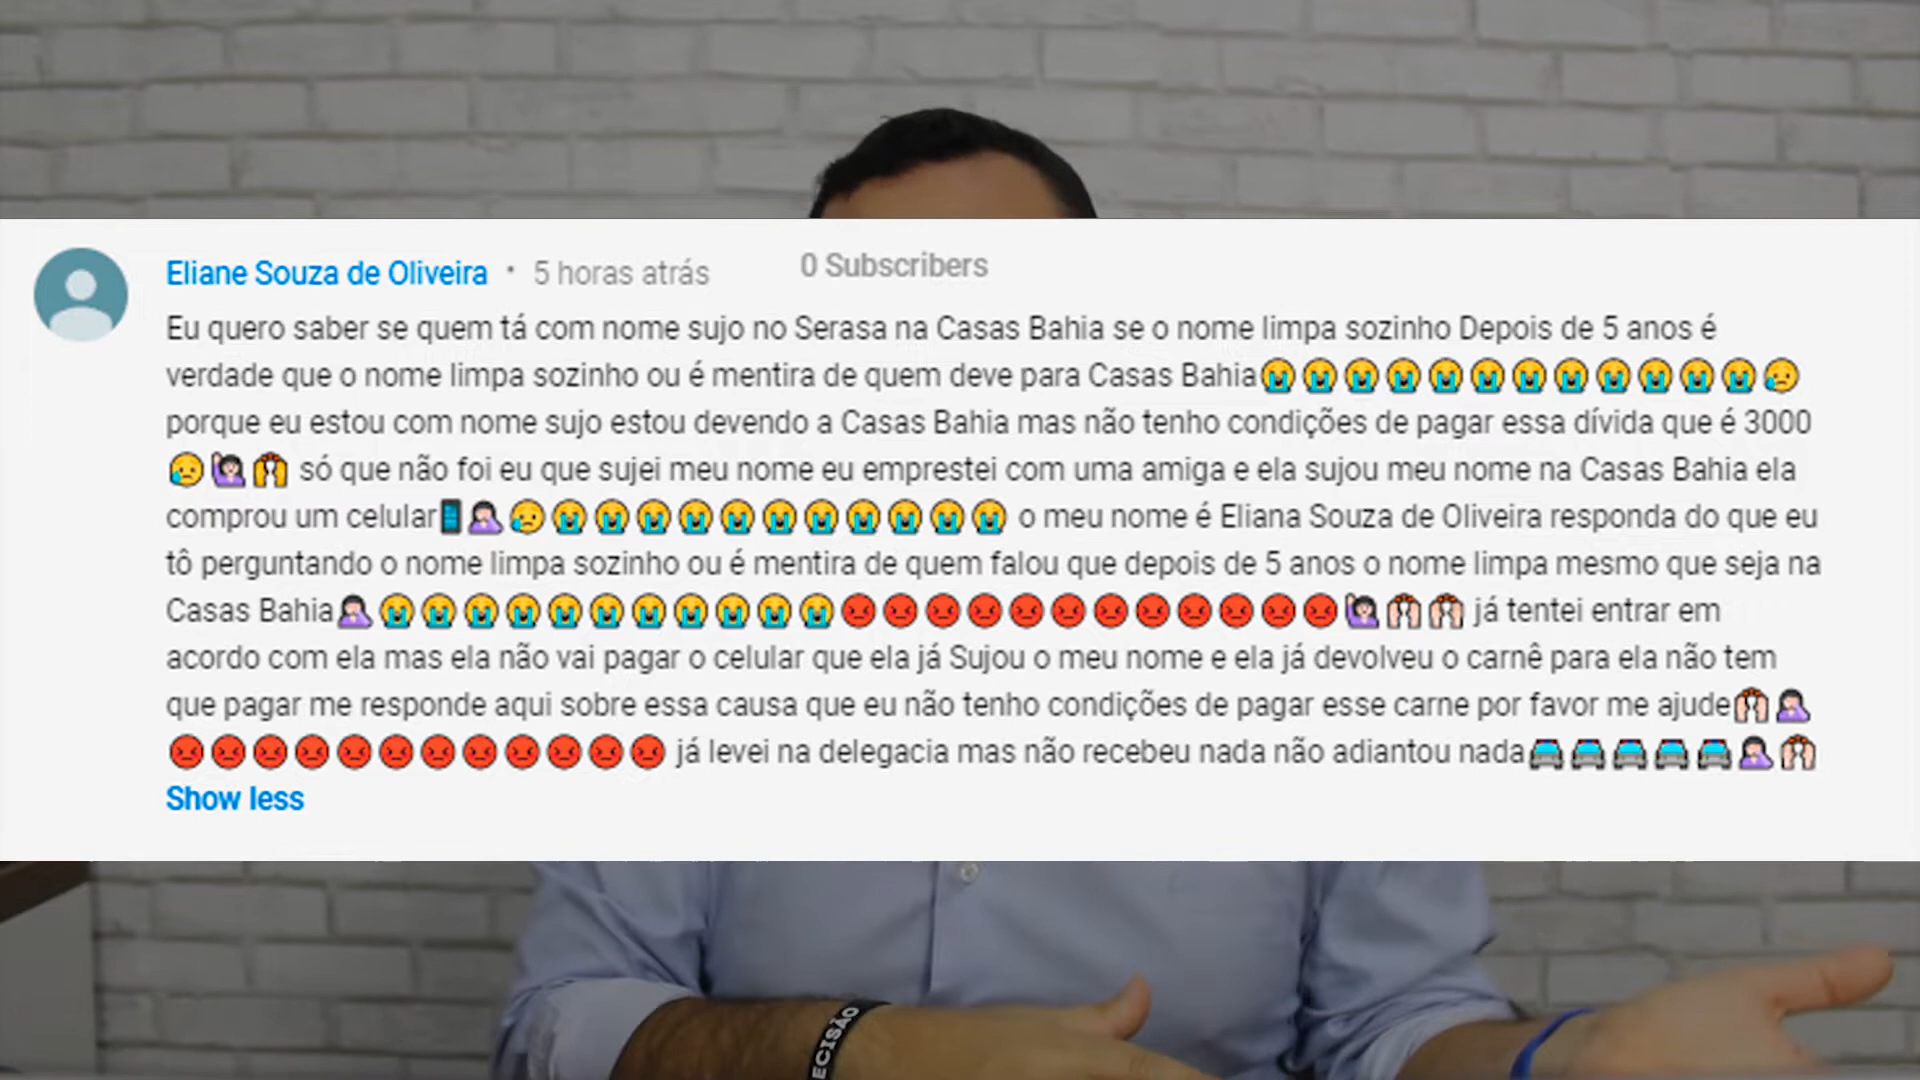 Eliane Souza de Oliveira • 5 horas atrás 0 Subscribers
Eu quero saber se quem tá com nome sujo no Serasa na Casas Bahia se o nome limpa sozinho Depois de 5 anos é
verdade que o nome limpa sozinho ou é mentira de quem deve para Casas Bahia😭😭😭😭😭😭😭😭😭😭😭😭😥
porque eu estou com nome sujo estou devendo a Casas Bahia mas não tenho condições de pagar essa dívida que é 3000
😥🙋🏻‍♀️🙌 só que não foi eu que sujei meu nome eu emprestei com uma amiga e ela sujou meu nome na Casas Bahia ela
comprou um celular📱🤦🏻‍♀️😥😭😭😭😭😭😭😭😭😭😭😭 o meu nome é Eliana Souza de Oliveira responda do que eu
tô perguntando o nome limpa sozinho ou é mentira de quem falou que depois de 5 anos o nome limpa mesmo que seja na
Casas Bahia🤦🏻‍♀️😭😭😭😭😭😭😭😭😭😭😭😡😡😡😡😡😡😡😡😡😡😡😡🙋🏻‍♀️🙌🏻🙌🏻 já tentei entrar em
acordo com ela mas ela não vai pagar o celular que ela já Sujou o meu nome e ela já devolveu o carnê para ela não tem
que pagar me responde aqui sobre essa causa que eu não tenho condições de pagar esse carne por favor me ajude🙌🏻🤦🏻‍♀️
😡😡😡😡😡😡😡😡😡😡😡😡 já levei na delegacia mas não recebeu nada não adiantou nada🚔🚔🚔🚔🚔🤦🏻‍♀️🙌🏻
Show less
ECISÃO